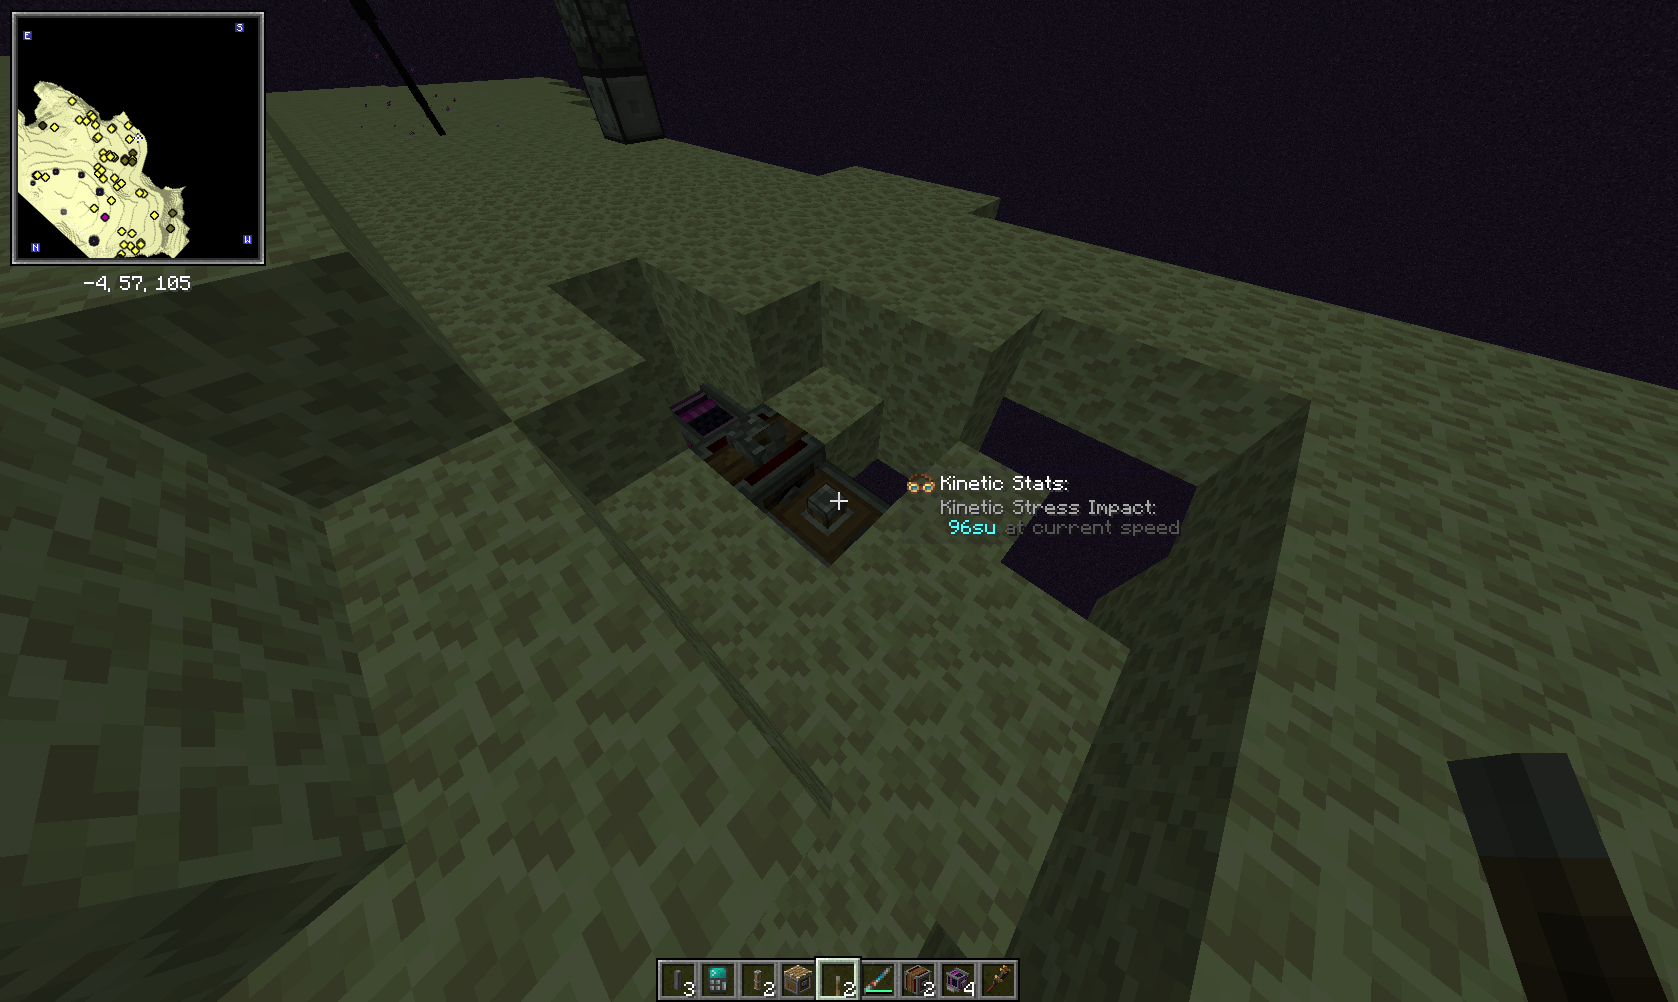 E
S
N
W
-4, 57, 105
Kinetic Stats:
Kinetic Stress Impact:
96su at current speed
3
2
2
2
4